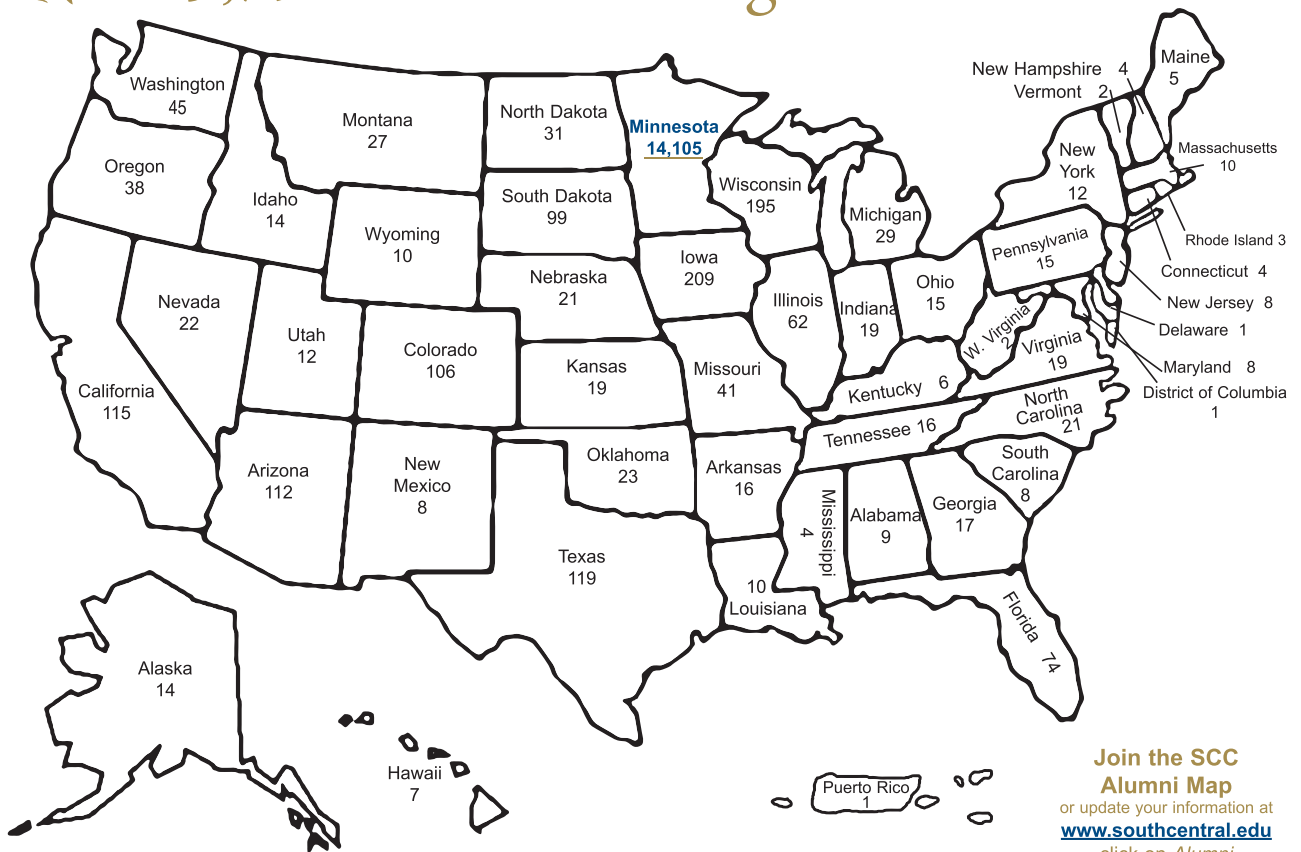 Washington
45
Oregon
38
Idaho
14
Montana
27
Wyoming
10
North Dakota
31
South Dakota
99
Nebraska
21
Minnesota
14,105
Wisconsin
195
Iowa
209
Michigan
29
Illinois
62
Indiana
19
Ohio
15
Pennsylvania
15
New
York
12
New Hampshire 4
Vermont 2
Maine
5
Massachusetts
10
Rhode Island 3
Connecticut 4
New Jersey 8
Delaware 1
Maryland 8
District of Columbia
1
W. Virginia
2
Virginia
19
Kentucky 6
North
Carolina
21
Tennessee 16
South
Carolina
8
Georgia
17
Alabama
9
Mississippi
4
Florida 74
10
Louisiana
Arkansas
16
Missouri
41
Kansas
19
Oklahoma
23
Texas
119
New
Mexico
8
Colorado
106
Utah
12
Arizona
112
Nevada
22
California
115
Alaska
14
Hawaii
7
Puerto Rico
1
Join the SCC
Alumni Map
or update your information at
www.southcentral.edu
click on Alumni